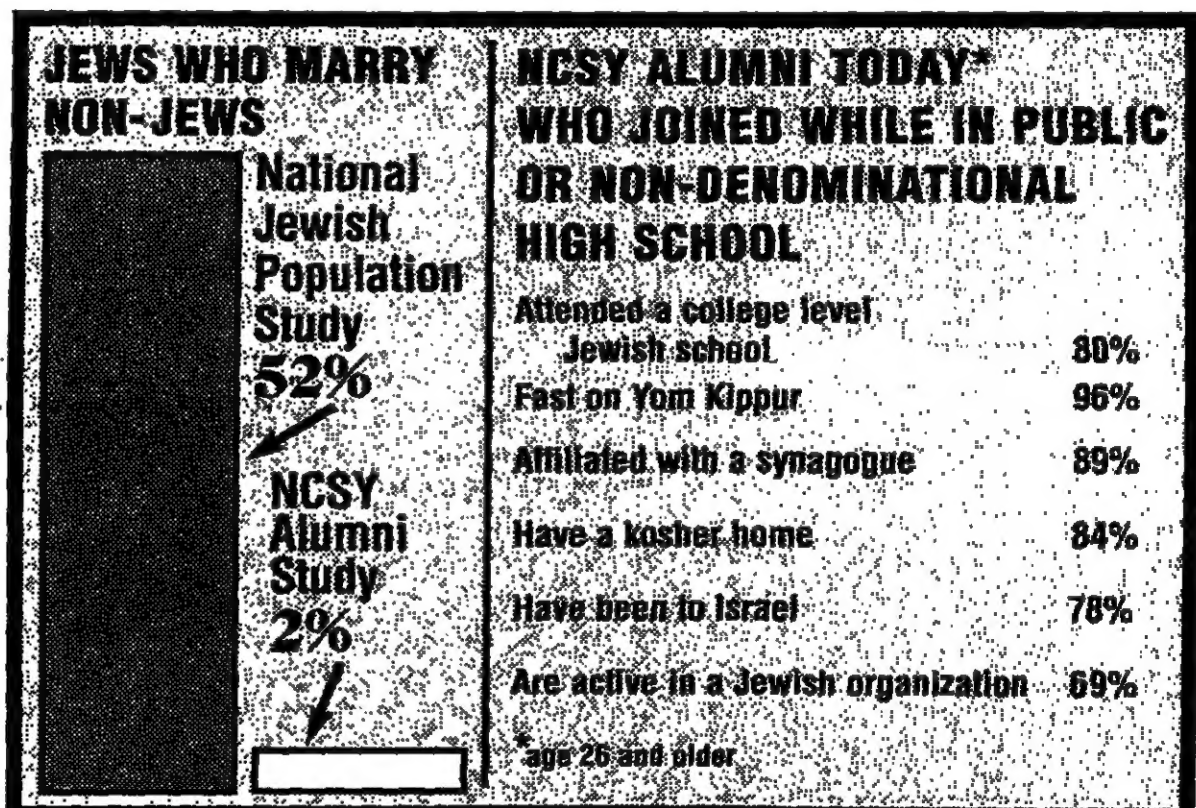 JEWS WHO MARRY
NON-JEWS
National
Jewish
Population
Study
52%
NCSY
Alumni
Study
2%
NCSY ALUMNI TODAY*
WHO JOINED WHILE IN PUBLIC
OR NON-DENOMINATIONAL
HIGH SCHOOL
Attended a college level
Jewish school 80%
Fast on Yom Kippur 96%
Affiliated with a synagogue 89%
Have a kosher home 84%
Have been to Israel 78%
Are active in a Jewish organization 69%
*age 26 and older